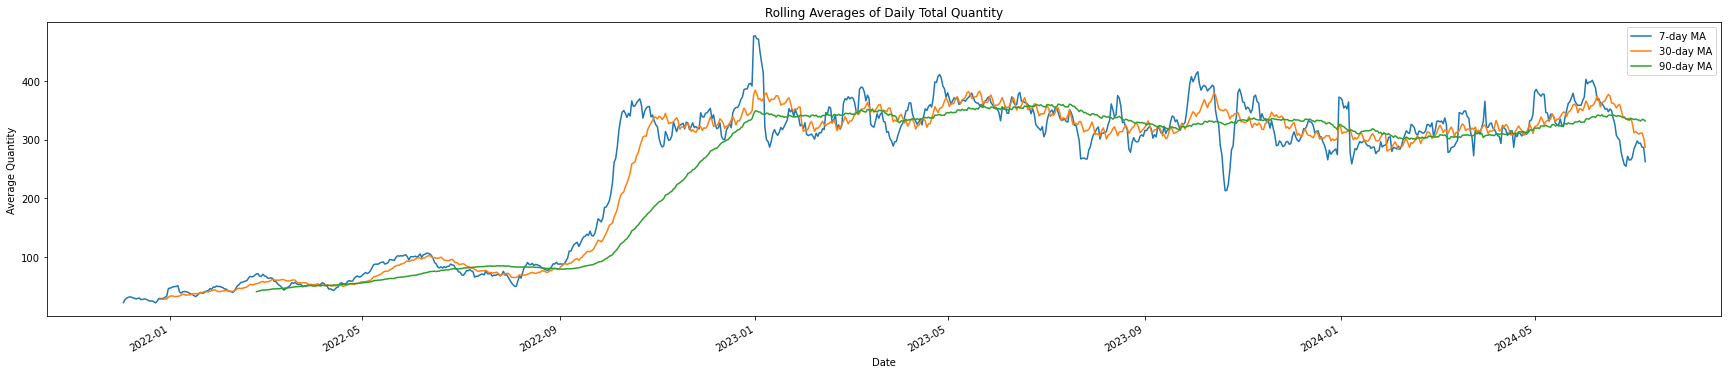 Rolling Averages of Daily Total Quantity
7-day MA
30-day MA
90-day MA
Average Quantity
400
300
200
100
2022-01
2022-05
2022-09
2023-01
2023-05
2023-09
2024-01
2024-05
Date